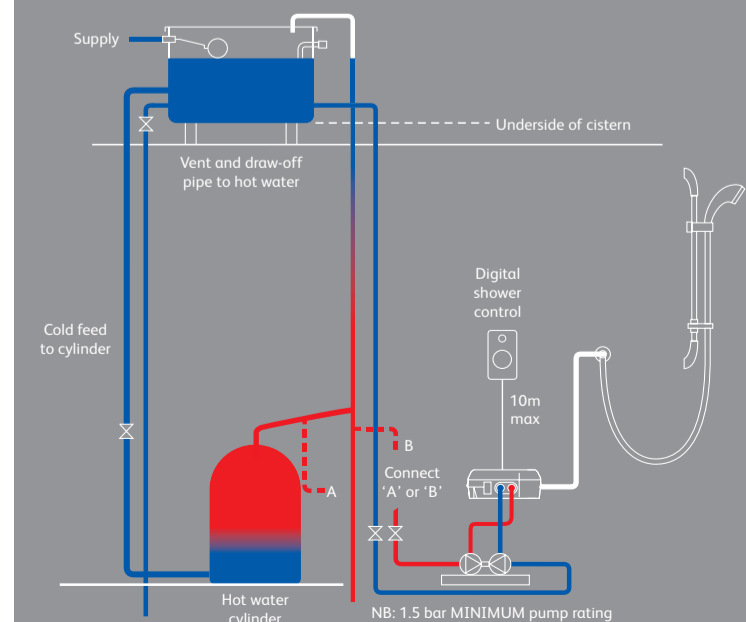 Supply
Underside of cistern
Vent and draw-off
pipe to hot water
Digital
shower
control
Cold feed
to cylinder
10m
max
B
Connect
‘A’ or ‘B’
A
Hot water
cylinder
NB: 1.5 bar MINIMUM pump rating